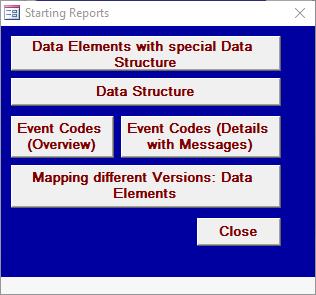 Starting Reports
Data Elements with special Data
Structure
Data Structure
Event Codes
(Overview)
Event Codes (Details
with Messages)
Mapping different Versions: Data
Elements
Close